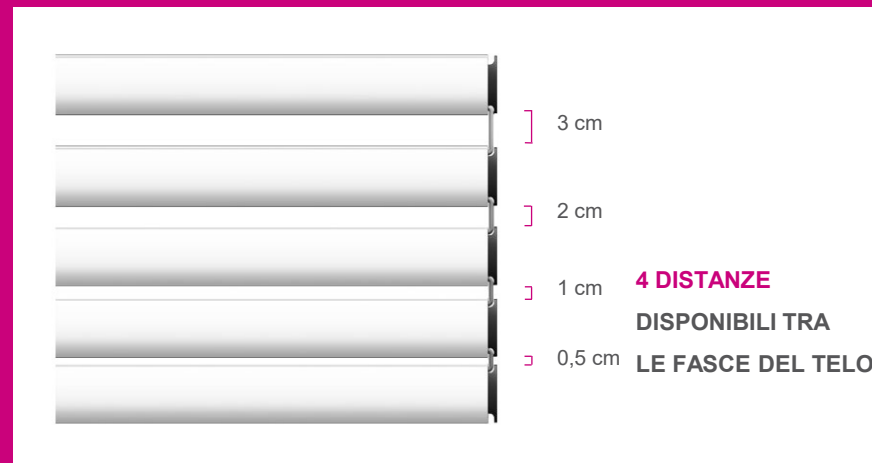 3 cm
2 cm
1 cm
0,5 cm
4 DISTANZE
DISPONIBILI TRA
LE FASCE DEL TELO